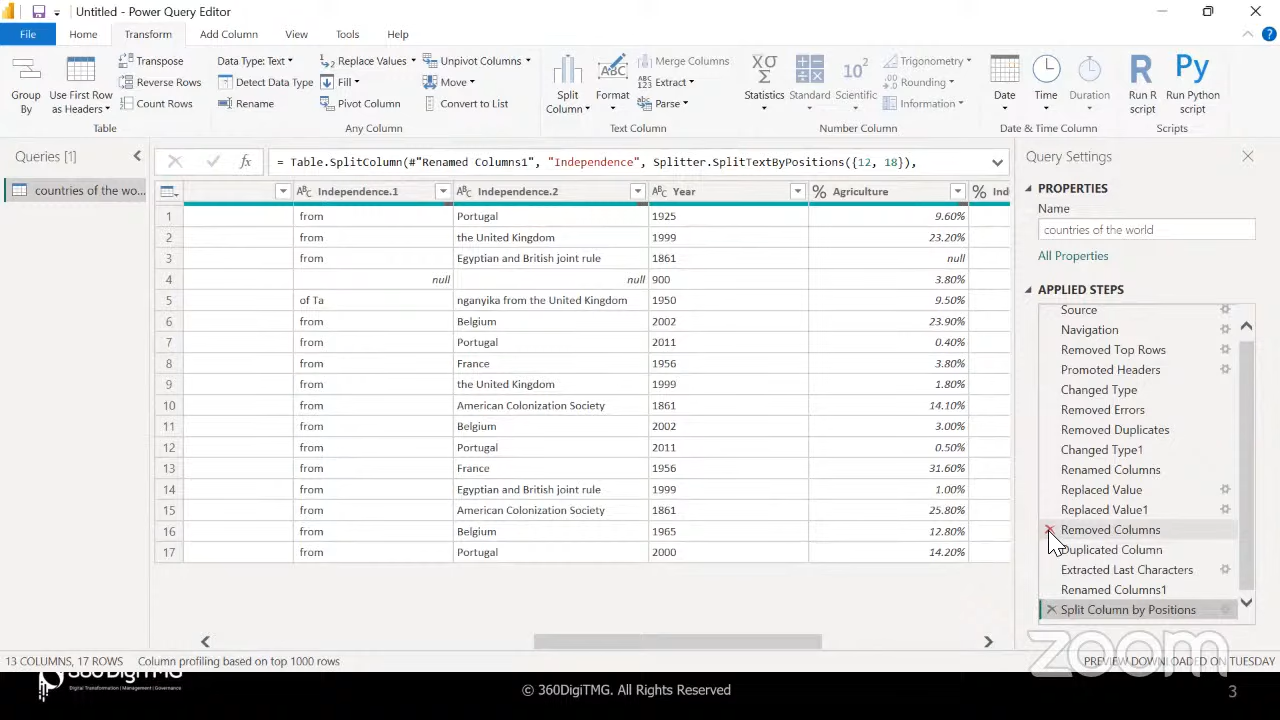 Untitled - Power Query Editor
File Home Transform Add Column View Tools Help
Group By
Use First Row as Headers
Transpose
Reverse Rows
Count Rows
Table
Data Type: Text
Detect Data Type
Rename
Replace Values
Fill
Pivot Column
Unpivot Columns
Move
Convert to List
Any Column
Split Column
Format
Merge Columns
Extract
Parse
Text Column
Statistics
Standard
Scientific
Trigonometry
Rounding
Information
Number Column
Date
Time
Duration
Date & Time Column
Run R script
Run Python script
Scripts
Queries [1]
countries of the wo...
= Table.SplitColumn(#"Renamed Columns1", "Independence", Splitter.SplitTextByPositions({12, 18}),
Independence.1 Independence.2 Year Agriculture Ind
1 from Portugal 1925 9.60%
2 from the United Kingdom 1999 23.20%
3 from Egyptian and British joint rule 1861 null
4 null null 900 3.80%
5 of Ta nganyika from the United Kingdom 1950 9.50%
6 from Belgium 2002 23.90%
7 from Portugal 2011 0.40%
8 from France 1956 3.80%
9 from the United Kingdom 1999 1.80%
10 from American Colonization Society 1861 14.10%
11 from Belgium 2002 3.00%
12 from Portugal 2011 0.50%
13 from France 1956 31.60%
14 from Egyptian and British joint rule 1999 1.00%
15 from American Colonization Society 1861 25.80%
16 from Belgium 1965 12.80%
17 from Portugal 2000 14.20%
Query Settings
PROPERTIES
Name
countries of the world
All Properties
APPLIED STEPS
Source
Navigation
Removed Top Rows
Promoted Headers
Changed Type
Removed Errors
Removed Duplicates
Changed Type1
Renamed Columns
Replaced Value
Replaced Value1
Removed Columns
Duplicated Column
Extracted Last Characters
Renamed Columns1
Split Column by Positions
zoom
13 COLUMNS, 17 ROWS Column profiling based on top 1000 rows PREVIEW DOWNLOADED ON TUESDAY
360DigiTMG
Digital Transformation | Management | Governance
© 360DigiTMG. All Rights Reserved
3